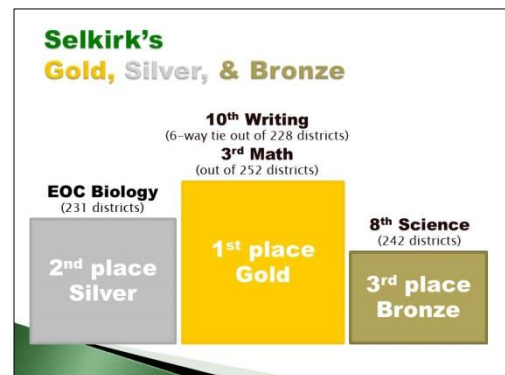 Selkirk's
Gold, Silver, & Bronze
10th Writing
(6-way tie out of 228 districts)
3rd Math
(out of 252 districts)
EOC Biology
(231 districts)
8th Science
(242 districts)
2nd place
Silver
1st place
Gold
3rd place
Bronze